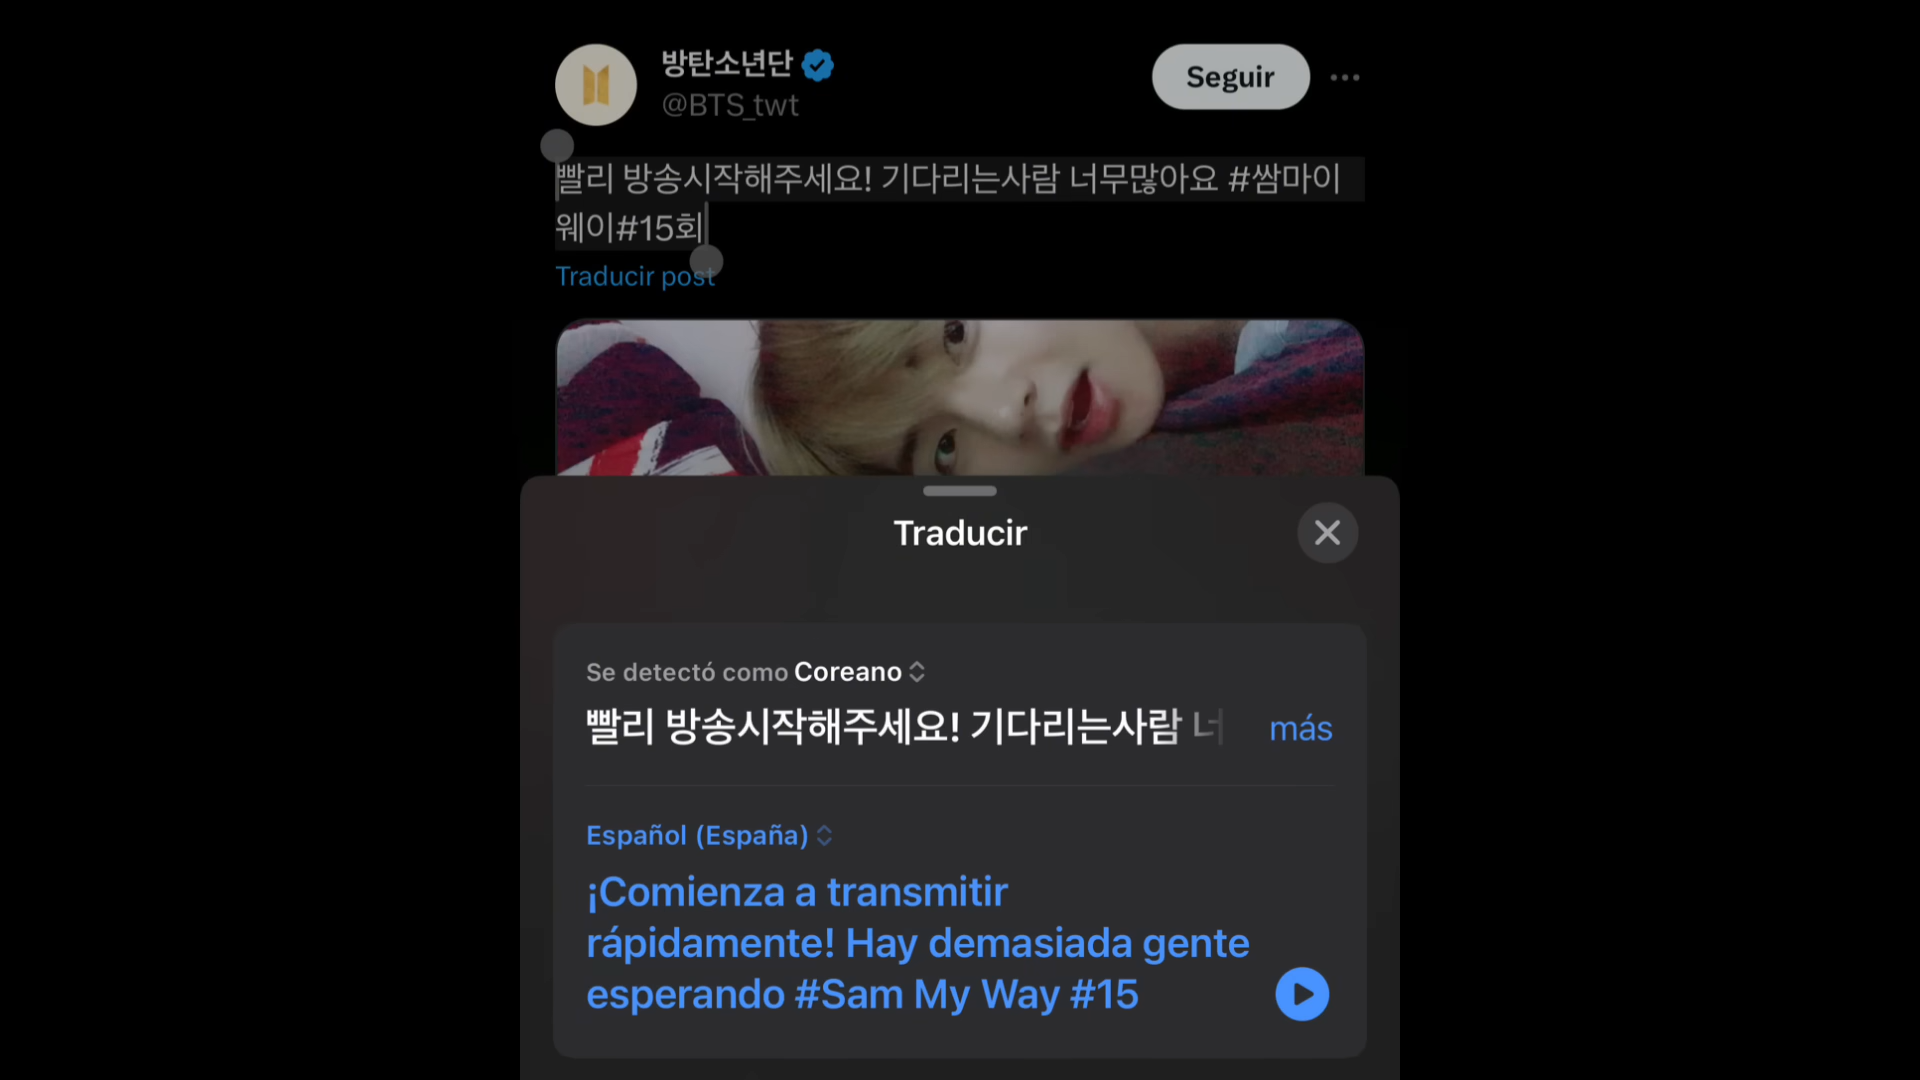 방탄소년단
Seguir
@BTS_twt
빨리 방송시작해주세요! 기다리는사람 너무많아요 #쌈마이
웨이#15회
Traducir post
Traducir
Se detectó como Coreano
빨리 방송시작해주세요! 기다리는사람 너
más
Español (España)
¡Comienza a transmitir
rápidamente! Hay demasiada gente
esperando #Sam My Way #15